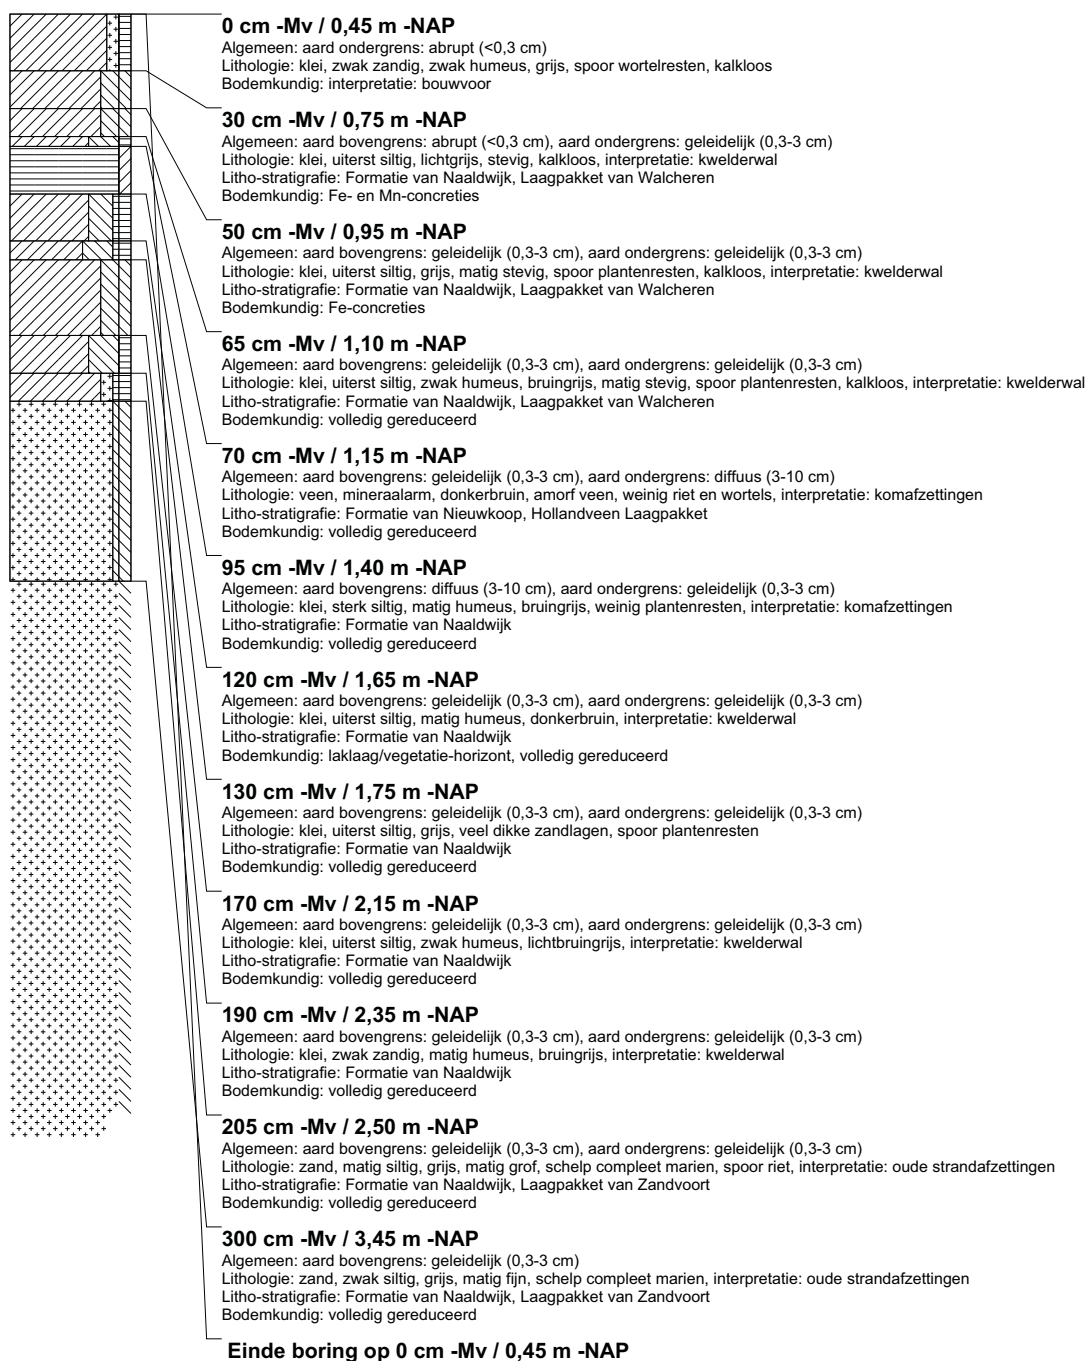 0 cm -Mv / 0,45 m -NAP
Algemeen: aard ondergrens: abrupt (<0,3 cm)
Lithologie: klei, zwak zandig, zwak humeus, grijs, spoor wortelresten, kalkloos
Bodemkundig: interpretatie: bouwvoor
30 cm -Mv / 0,75 m -NAP
Algemeen: aard bovengrens: abrupt (<0,3 cm), aard ondergrens: geleidelijk (0,3-3 cm)
Lithologie: klei, uiterst siltig, lichtgrijs, stevig, kalkloos, interpretatie: kwelderwal
Litho-stratigrafie: Formatie van Naaldwijk, Laagpakket van Walcheren
Bodemkundig: Fe- en Mn-concreties
50 cm -Mv / 0,95 m -NAP
Algemeen: aard bovengrens: geleidelijk (0,3-3 cm), aard ondergrens: geleidelijk (0,3-3 cm)
Lithologie: klei, uiterst siltig, grijs, matig stevig, spoor plantenresten, kalkloos, interpretatie: kwelderwal
Litho-stratigrafie: Formatie van Naaldwijk, Laagpakket van Walcheren
Bodemkundig: Fe-concreties
65 cm -Mv / 1,10 m -NAP
Algemeen: aard bovengrens: geleidelijk (0,3-3 cm), aard ondergrens: geleidelijk (0,3-3 cm)
Lithologie: klei, uiterst siltig, zwak humeus, bruingrijs, matig stevig, spoor plantenresten, kalkloos, interpretatie: kwelderwal
Litho-stratigrafie: Formatie van Naaldwijk, Laagpakket van Walcheren
Bodemkundig: volledig gereduceerd
70 cm -Mv / 1,15 m -NAP
Algemeen: aard bovengrens: geleidelijk (0,3-3 cm), aard ondergrens: diffuus (3-10 cm)
Lithologie: veen, mineraalarm, donkerbruin, amorf veen, weinig riet en wortels, interpretatie: komafzettingen
Litho-stratigrafie: Formatie van Nieuwkoop, Hollandveen Laagpakket
Bodemkundig: volledig gereduceerd
95 cm -Mv / 1,40 m -NAP
Algemeen: aard bovengrens: diffuus (3-10 cm), aard ondergrens: geleidelijk (0,3-3 cm)
Lithologie: klei, sterk siltig, matig humeus, bruingrijs, weinig plantenresten, interpretatie: komafzettingen
Litho-stratigrafie: Formatie van Naaldwijk
Bodemkundig: volledig gereduceerd
120 cm -Mv / 1,65 m -NAP
Algemeen: aard bovengrens: geleidelijk (0,3-3 cm), aard ondergrens: geleidelijk (0,3-3 cm)
Lithologie: klei, uiterst siltig, matig humeus, donkerbruin, interpretatie: kwelderwal
Litho-stratigrafie: Formatie van Naaldwijk
Bodemkundig: laklaag/vegetatie-horizont, volledig gereduceerd
130 cm -Mv / 1,75 m -NAP
Algemeen: aard bovengrens: geleidelijk (0,3-3 cm), aard ondergrens: geleidelijk (0,3-3 cm)
Lithologie: klei, uiterst siltig, grijs, veel dikke zandlagen, spoor plantenresten
Litho-stratigrafie: Formatie van Naaldwijk
Bodemkundig: volledig gereduceerd
170 cm -Mv / 2,15 m -NAP
Algemeen: aard bovengrens: geleidelijk (0,3-3 cm), aard ondergrens: geleidelijk (0,3-3 cm)
Lithologie: klei, uiterst siltig, zwak humeus, lichtbruingrijs, interpretatie: kwelderwal
Litho-stratigrafie: Formatie van Naaldwijk
Bodemkundig: volledig gereduceerd
190 cm -Mv / 2,35 m -NAP
Algemeen: aard bovengrens: geleidelijk (0,3-3 cm), aard ondergrens: geleidelijk (0,3-3 cm)
Lithologie: klei, zwak zandig, matig humeus, bruingrijs, interpretatie: kwelderwal
Litho-stratigrafie: Formatie van Naaldwijk
Bodemkundig: volledig gereduceerd
205 cm -Mv / 2,50 m -NAP
Algemeen: aard bovengrens: geleidelijk (0,3-3 cm), aard ondergrens: geleidelijk (0,3-3 cm)
Lithologie: zand, matig siltig, grijs, matig grof, schelp compleet marien, spoor riet, interpretatie: oude strandafzettingen
Litho-stratigrafie: Formatie van Naaldwijk, Laagpakket van Zandvoort
Bodemkundig: volledig gereduceerd
300 cm -Mv / 3,45 m -NAP
Algemeen: aard bovengrens: geleidelijk (0,3-3 cm)
Lithologie: zand, zwak siltig, grijs, matig fijn, schelp compleet marien, interpretatie: oude strandafzettingen
Litho-stratigrafie: Formatie van Naaldwijk, Laagpakket van Zandvoort
Bodemkundig: volledig gereduceerd
Einde boring op 0 cm -Mv / 0,45 m -NAP